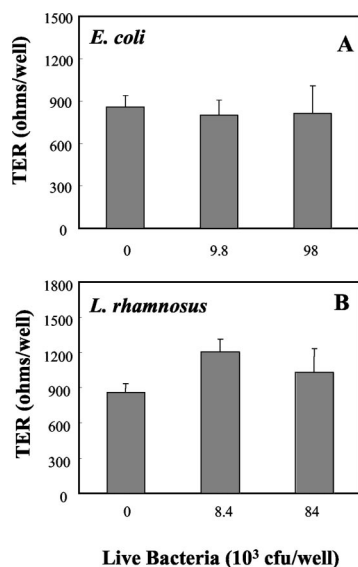 1500
E. coli
A
1200
900
600
300
0
TER (ohms/well)
0 9.8 98
1800
L. rhamnosus
B
1500
1200
900
600
300
0
TER (ohms/well)
0 8.4 84
Live Bacteria (10³ cfu/well)